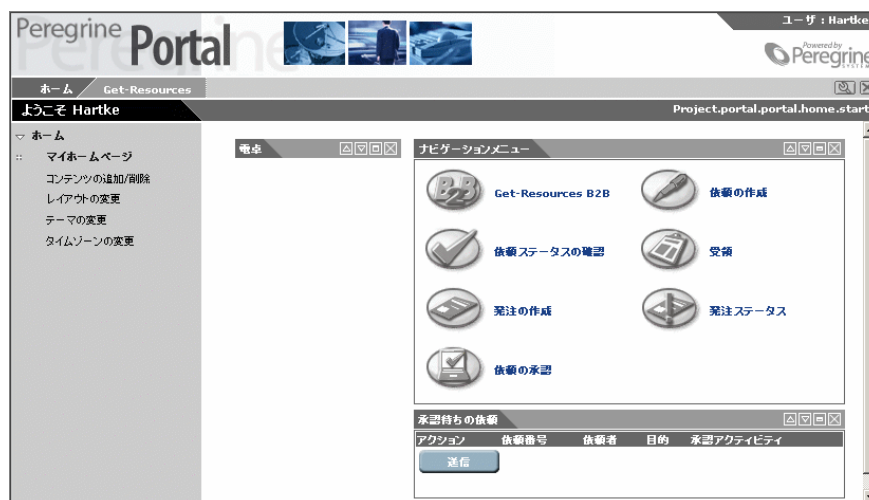 Peregrine Portal
ユーザ : Hartke
Powered by
Peregrine
SYSTEMS
ホーム
Get-Resources
ようこそ Hartke
Project.portal.portal.home.start
ホーム
マイホームページ
コンテンツの追加/削除
レイアウトの変更
テーマの変更
タイムゾーンの変更
電卓
ナビゲーションメニュー
B2B
Get-Resources B2B
依頼の作成
依頼ステータスの確認
受領
発注の作成
発注ステータス
依頼の承認
承認待ちの依頼
アクション 依頼番号 依頼者 目的 承認アクティビティ
送信